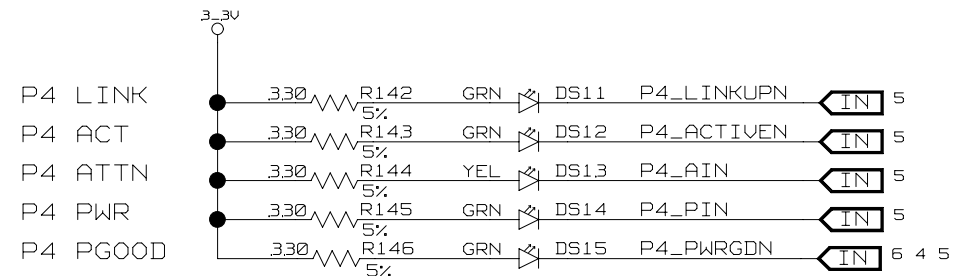 3_3V
P4 LINK 330 R142 5% GRN DS11 P4_LINKUPN IN 5
P4 ACT 330 R143 5% GRN DS12 P4_ACTIVEN IN 5
P4 ATTN 330 R144 5% YEL DS13 P4_AIN IN 5
P4 PWR 330 R145 5% GRN DS14 P4_PIN IN 5
P4 PGOOD 330 R146 5% GRN DS15 P4_PWRGDN IN 6 4 5